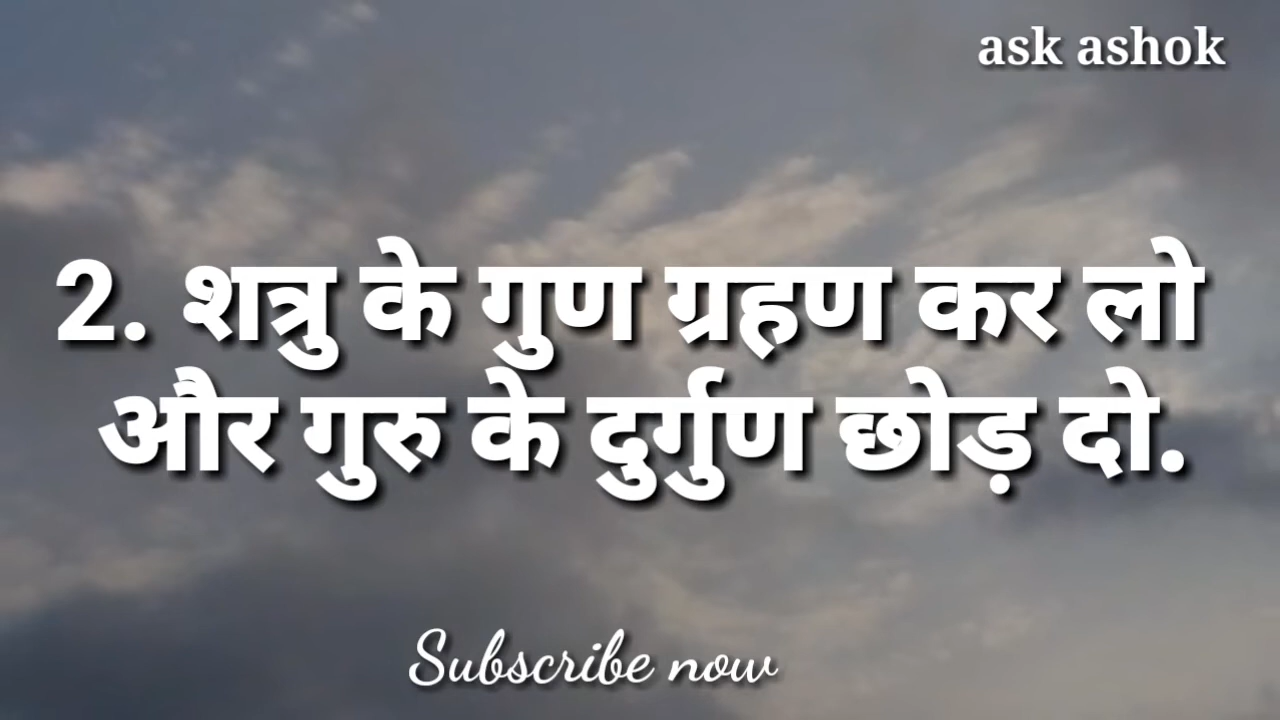 ask ashok
2. शत्रु के गुण ग्रहण कर लो
और गुरु के दुर्गुण छोड़ दो.
Subscribe now